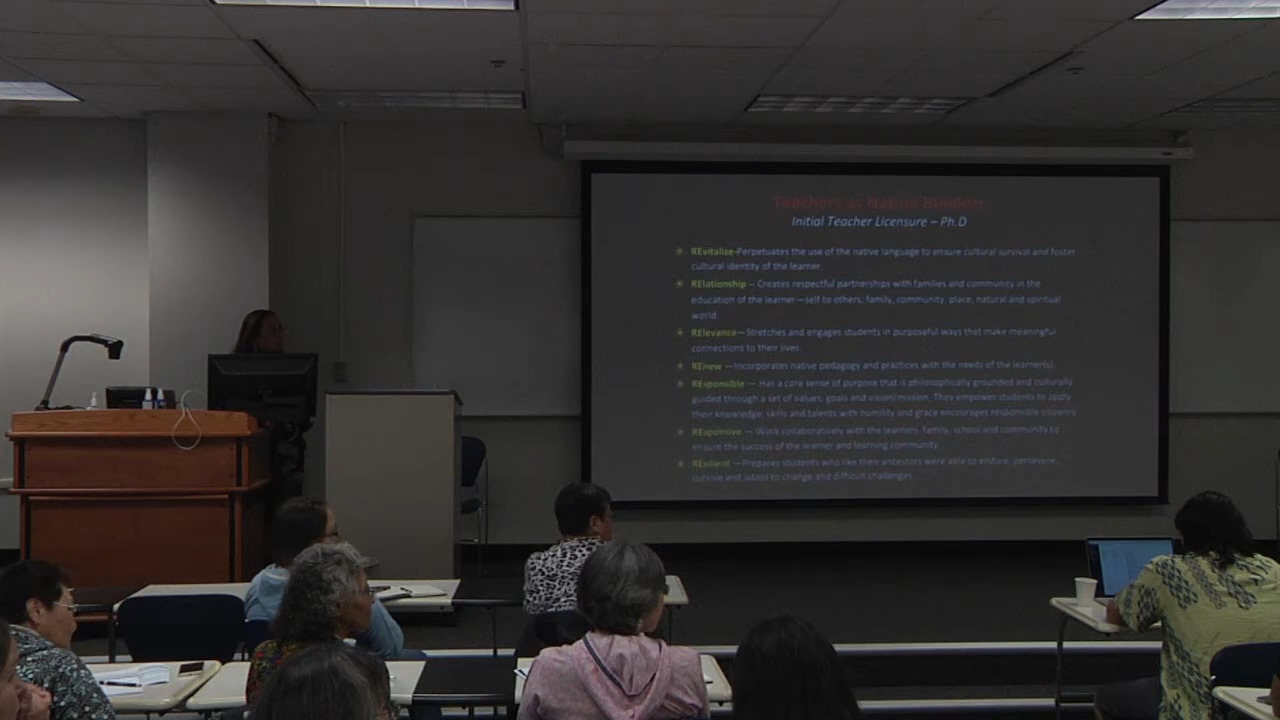 Teachers as Nation Builders
Initial Teacher Licensure – Ph.D
REvitalize-Perpetuates the use of the native language to ensure cultural survival and foster
cultural identity of the learner.
RElationship – Creates respectful partnerships with families and community in the
education of the learner—self to others, family, community, place, natural and spiritual
world.
RElevance—Stretches and engages students in purposeful ways that make meaningful
connections to their lives.
REnew —Incorporates native pedagogy and practices with the needs of the learner(s).
REsponsible — Has a core sense of purpose that is philosophically grounded and culturally
guided through a set of values, goals and vision/mission. They empower students to apply
their knowledge, skills and talents with humility and grace encourages responsible citizenry
REsponsive — Work collaboratively with the learners, family, school and community to
ensure the success of the learner and learning community.
REsilient —Prepares students who like their ancestors were able to endure, persevere,
survive and adapt to change and difficult challenges.